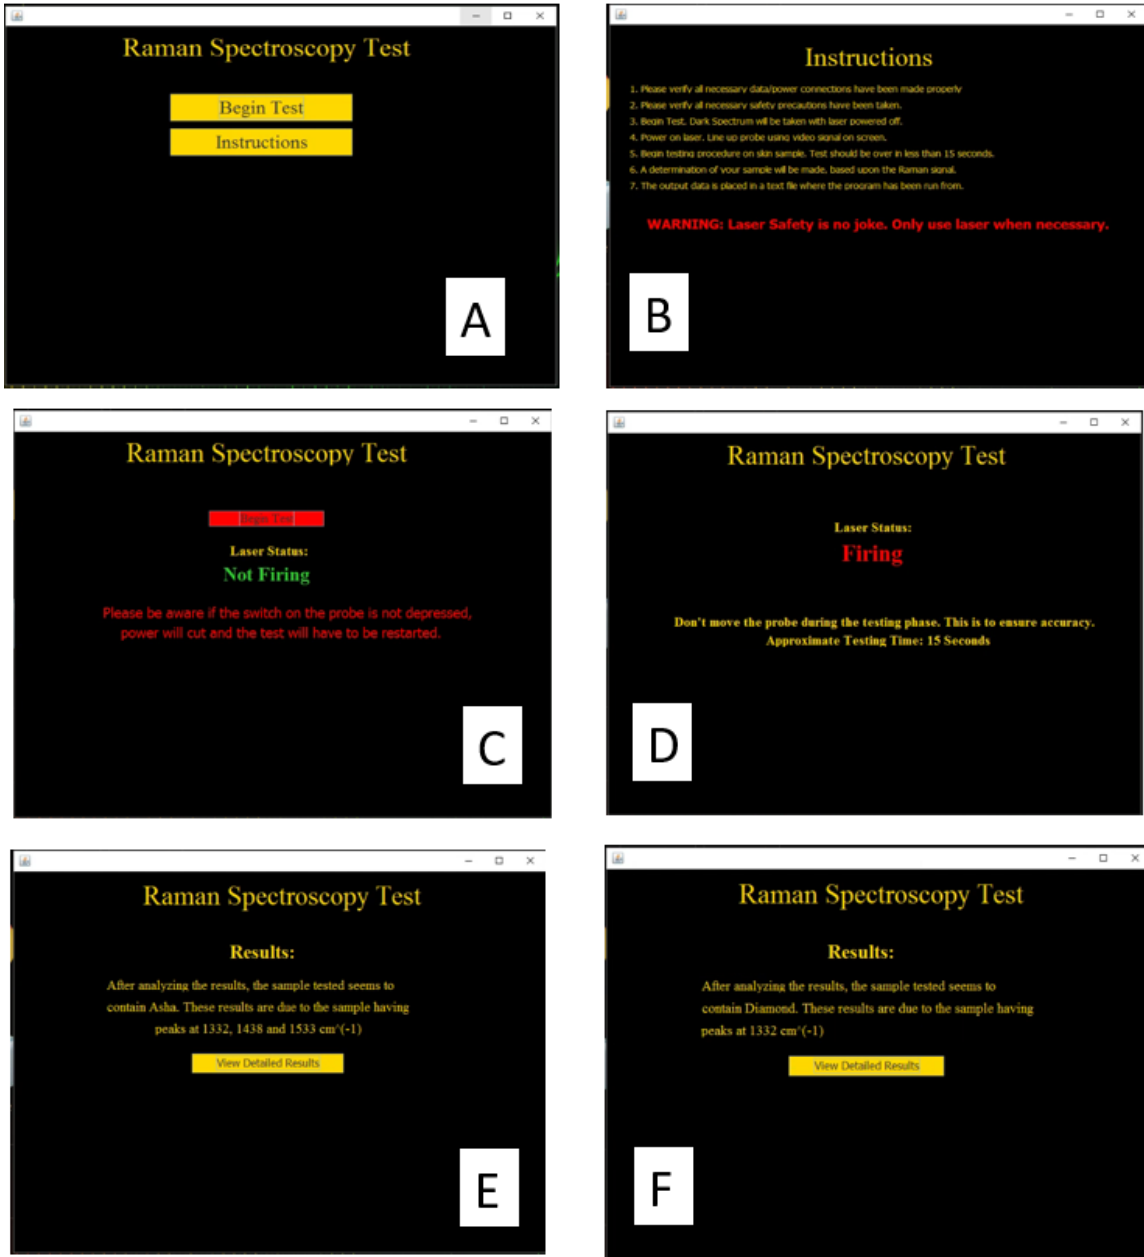 Raman Spectroscopy Test
Begin Test
Instructions
A
Instructions
1. Please verify all necessary data/power connections have been made properly
2. Please verify all necessary safety precautions have been taken.
3. Begin Test. Dark Spectrum will be taken with laser powered off.
4. Power on laser. Line up probe using video signal on screen.
5. Begin testing procedure on skin sample. Test should be over in less than 15 seconds.
6. A determination of your sample will be made, based upon the Raman signal.
7. The output data is placed in a text file where the program has been run from.
WARNING: Laser Safety is no joke. Only use laser when necessary.
B
Raman Spectroscopy Test
Begin Test
Laser Status:
Not Firing
Please be aware if the switch on the probe is not depressed,
power will cut and the test will have to be restarted.
C
Raman Spectroscopy Test
Laser Status:
Firing
Don't move the probe during the testing phase. This is to ensure accuracy.
Approximate Testing Time: 15 Seconds
D
Raman Spectroscopy Test
Results:
After analyzing the results, the sample tested seems to
contain Asha. These results are due to the sample having
peaks at 1332, 1438 and 1533 cm^(-1)
View Detailed Results
E
Raman Spectroscopy Test
Results:
After analyzing the results, the sample tested seems to
contain Diamond. These results are due to the sample having
peaks at 1332 cm^(-1)
View Detailed Results
F